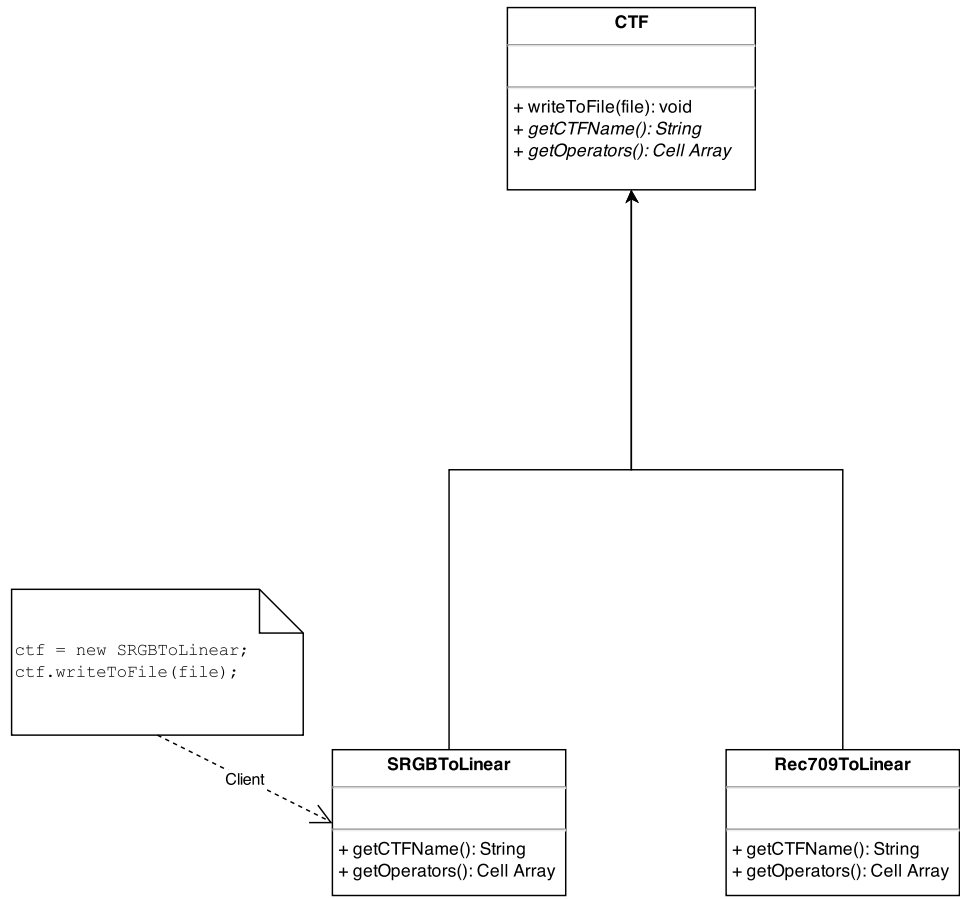 CTF
+ writeToFile(file): void
+ getCTFName(): String
+ getOperators(): Cell Array
ctf = new SRGBToLinear;
ctf.writeToFile(file);
Client
SRGBToLinear
+ getCTFName(): String
+ getOperators(): Cell Array
Rec709ToLinear
+ getCTFName(): String
+ getOperators(): Cell Array